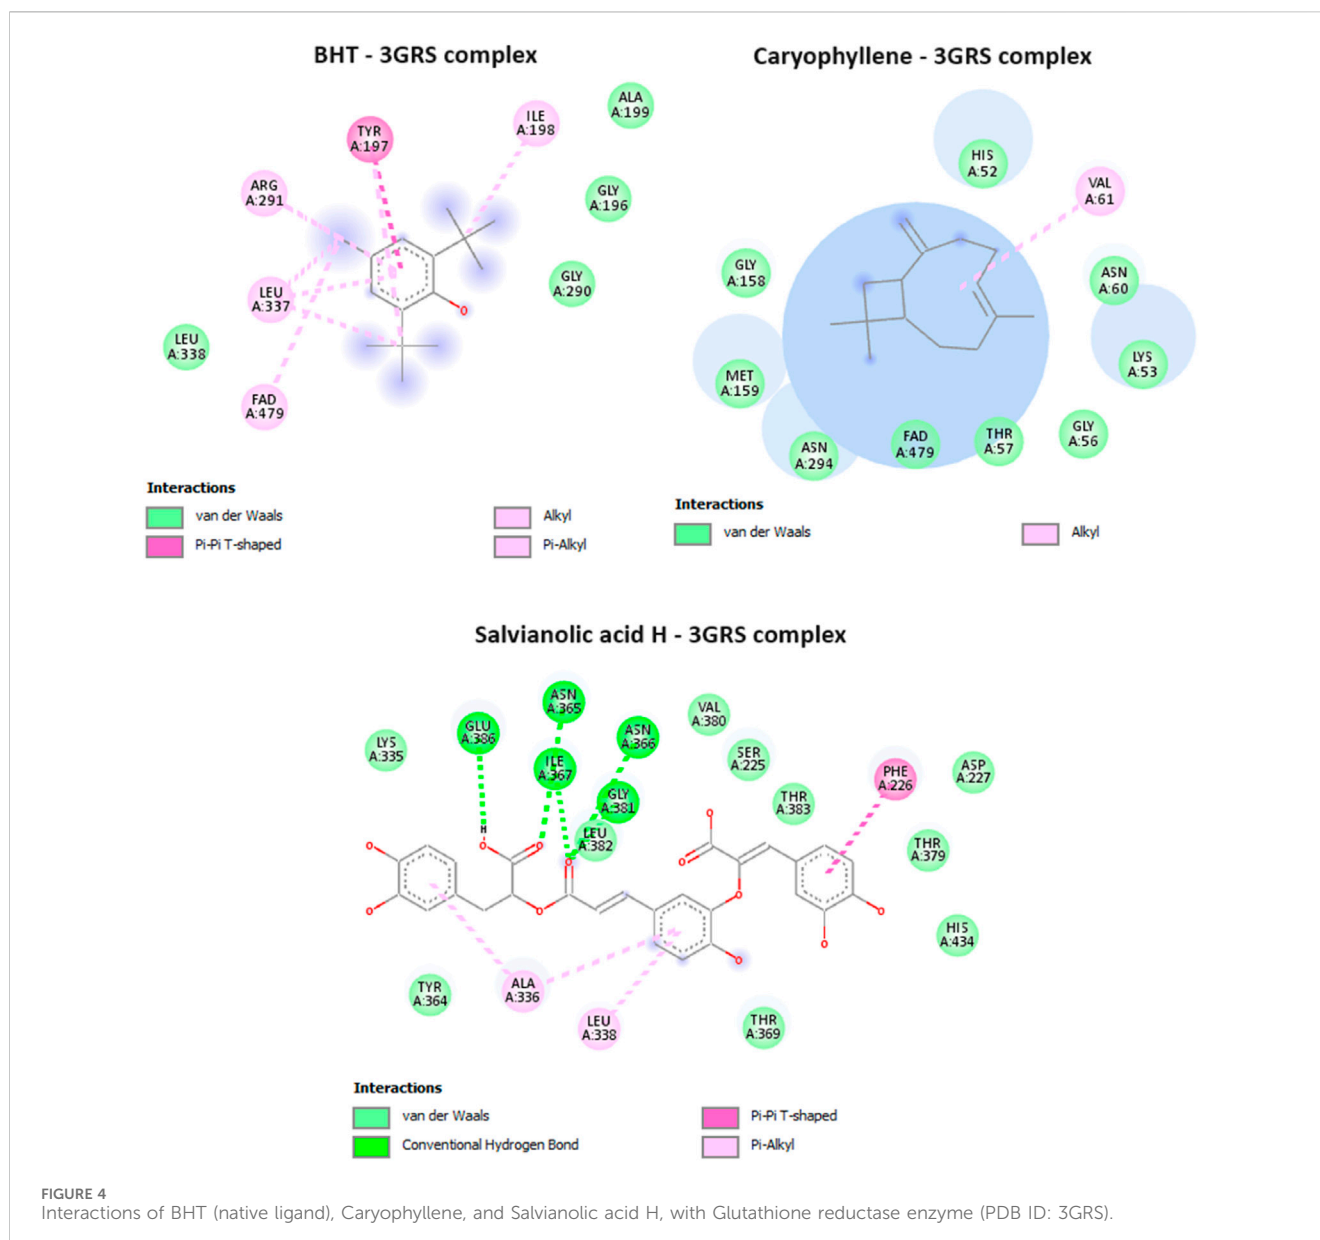 BHT - 3GRS complex
TYR
A:197
ILE
A:198
ALA
A:199
ARG
A:291
GLY
A:196
GLY
A:290
LEU
A:337
LEU
A:338
FAD
A:479
O
Interactions
van der Waals
Pi-Pi T-shaped
Alkyl
Pi-Alkyl
Caryophyllene - 3GRS complex
HIS
A:52
VAL
A:61
GLY
A:158
ASN
A:60
MET
A:159
LYS
A:53
ASN
A:294
FAD
A:479
THR
A:57
GLY
A:56
Interactions
van der Waals
Alkyl
Salvianolic acid H - 3GRS complex
LYS
A:335
GLU
A:386
ASN
A:365
ILE
A:367
ASN
A:366
GLY
A:381
LEU
A:382
VAL
A:380
SER
A:225
THR
A:383
PHE
A:226
ASP
A:227
THR
A:379
HIS
A:434
TYR
A:364
ALA
A:336
LEU
A:338
THR
A:369
H
O
O
O
O
O
O
O
O
O
O
O
O
Interactions
van der Waals
Conventional Hydrogen Bond
Pi-Pi T-shaped
Pi-Alkyl
FIGURE 4
Interactions of BHT (native ligand), Caryophyllene, and Salvianolic acid H, with Glutathione reductase enzyme (PDB ID: 3GRS).